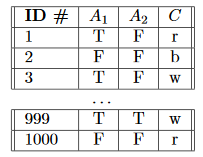 ID # A1 A2 C
1 T F r
2 F F b
3 T F w
...
999 T T w
1000 F F r